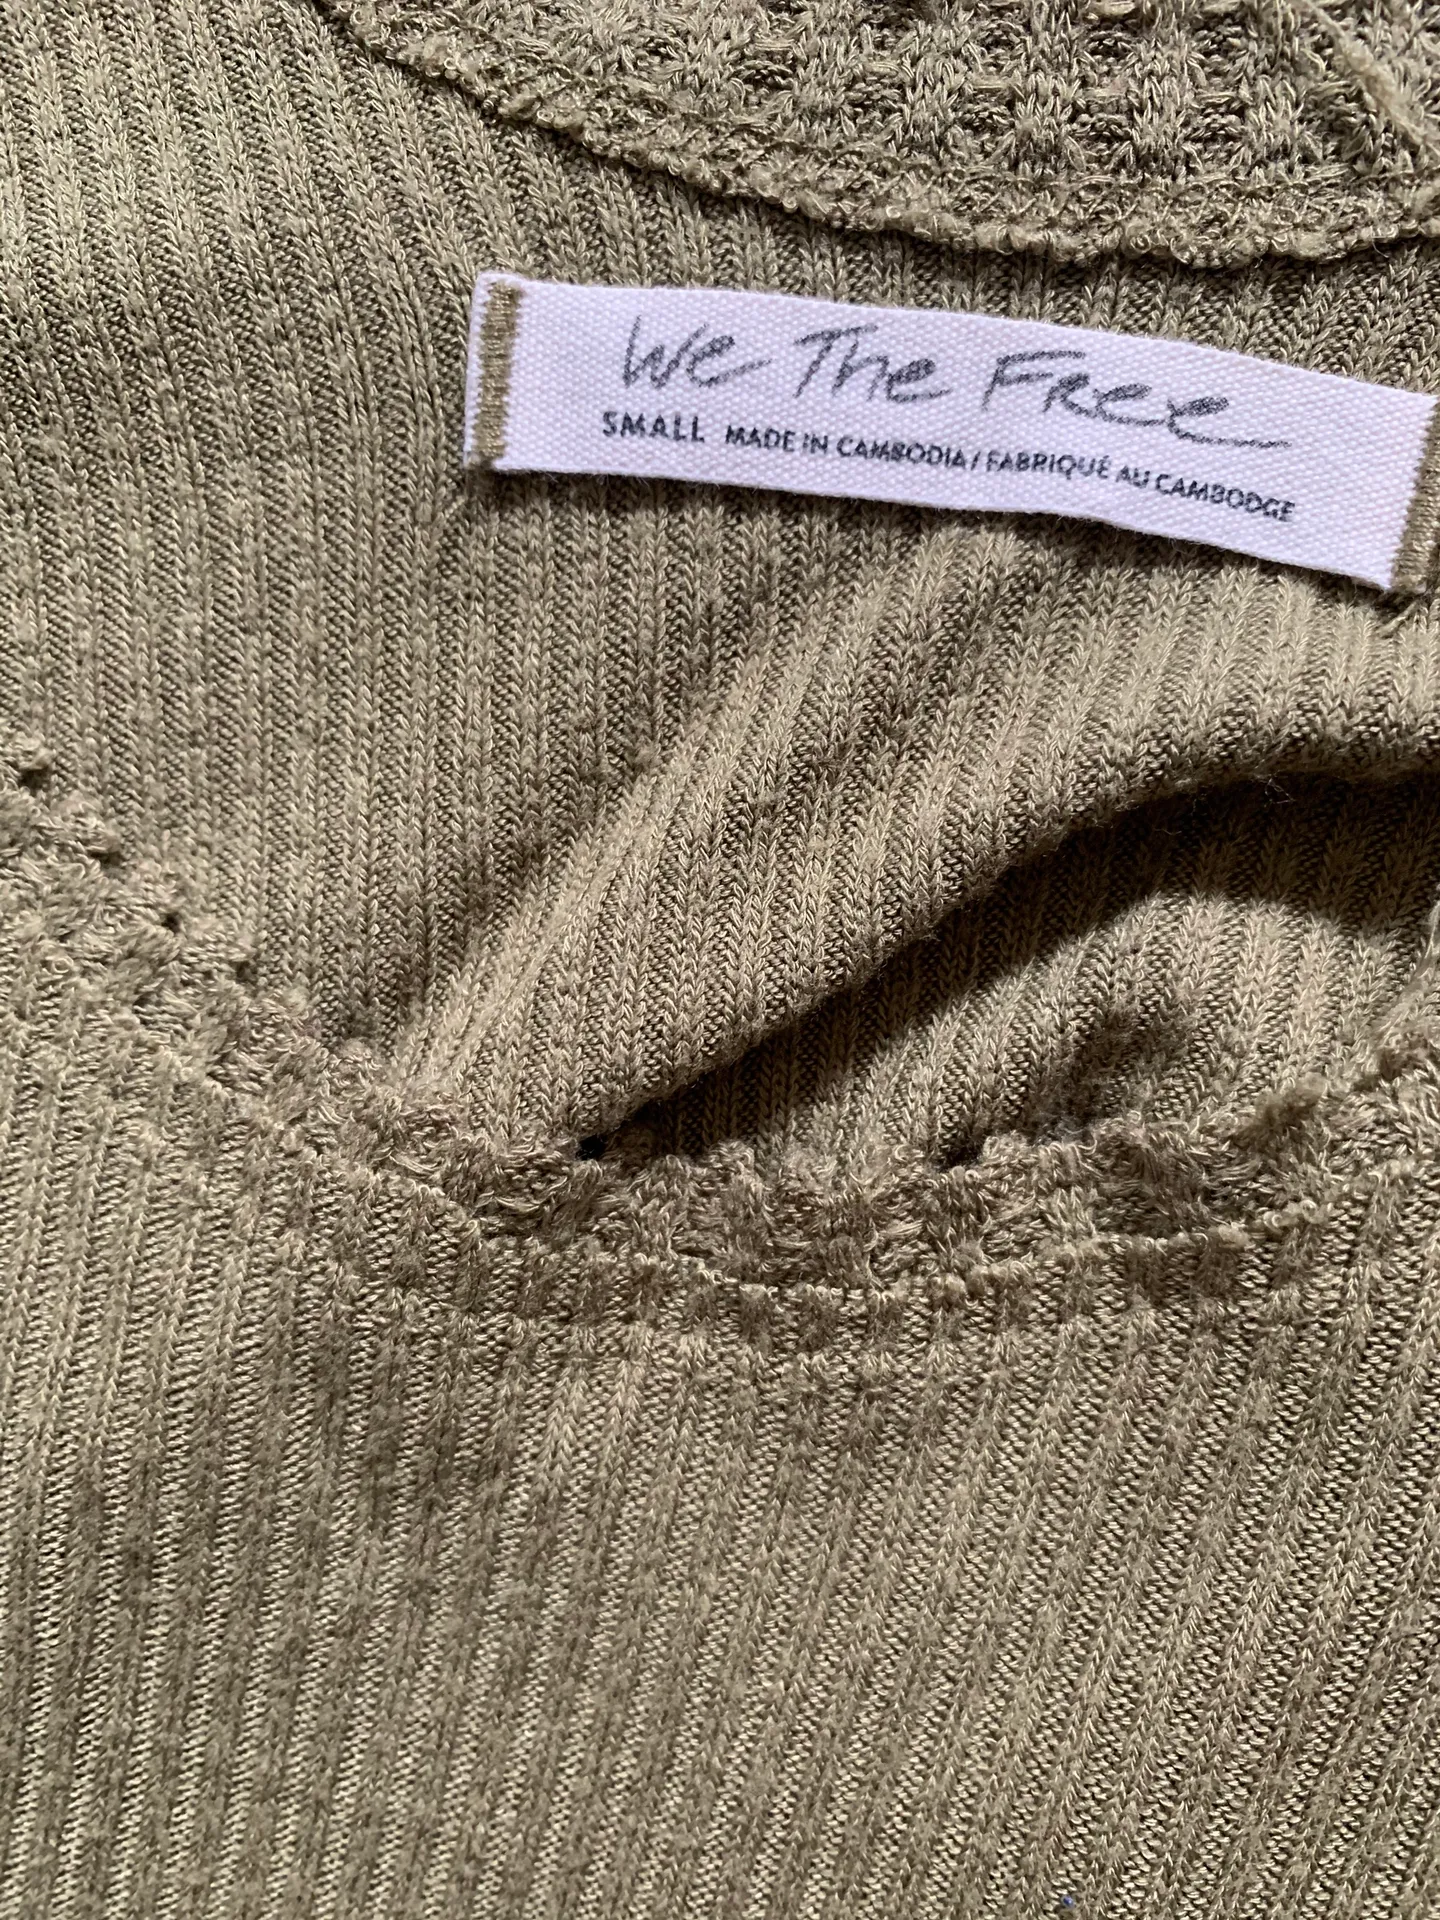 We The Free
SMALL MADE IN CAMBODIA / FABRIQUÉ AU CAMBODGE